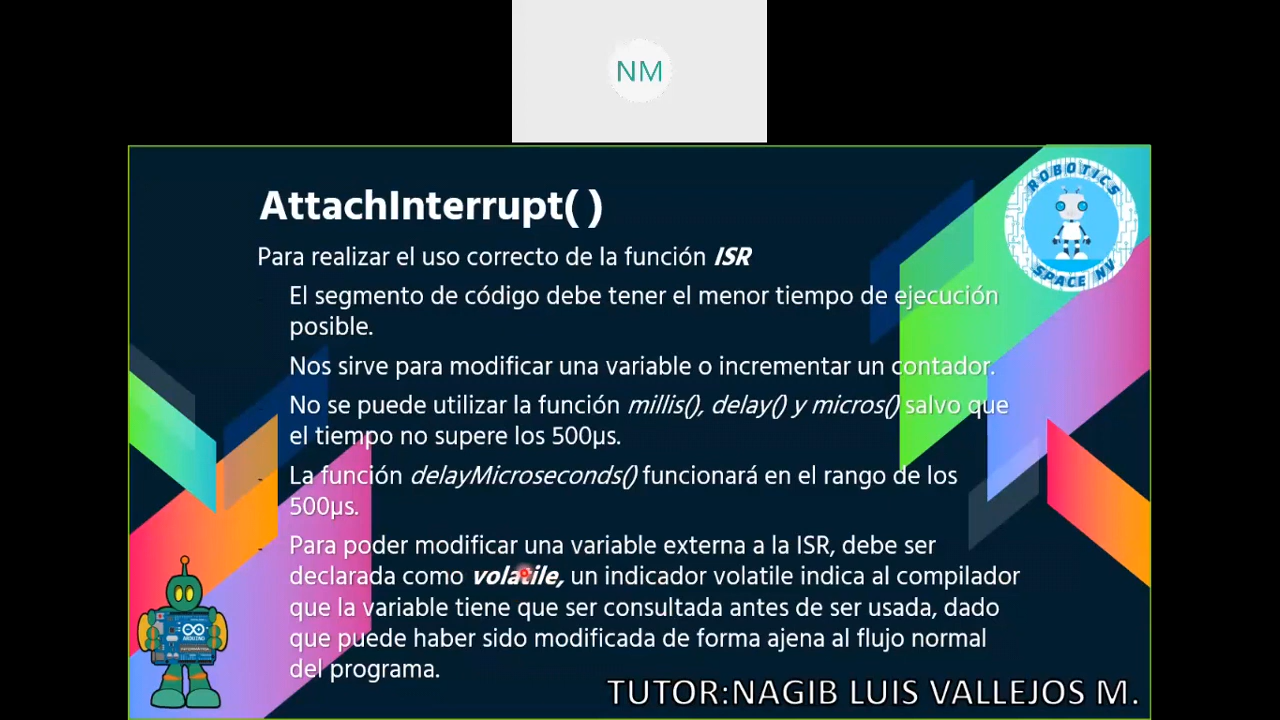 NM
AttachInterrupt( )
ROBOTICS
SPACE NV
Para realizar el uso correcto de la función ISR
- El segmento de código debe tener el menor tiempo de ejecución
posible.
Nos sirve para modificar una variable o incrementar un contador.
No se puede utilizar la función millis(), delay() y micros() salvo que
el tiempo no supere los 500µs.
- La función delayMicroseconds() funcionará en el rango de los
500µs.
- Para poder modificar una variable externa a la ISR, debe ser
declarada como volatile, un indicador volatile indica al compilador
que la variable tiene que ser consultada antes de ser usada, dado
que puede haber sido modificada de forma ajena al flujo normal
del programa.
TUTOR:NAGIB LUIS VALLEJOS M.